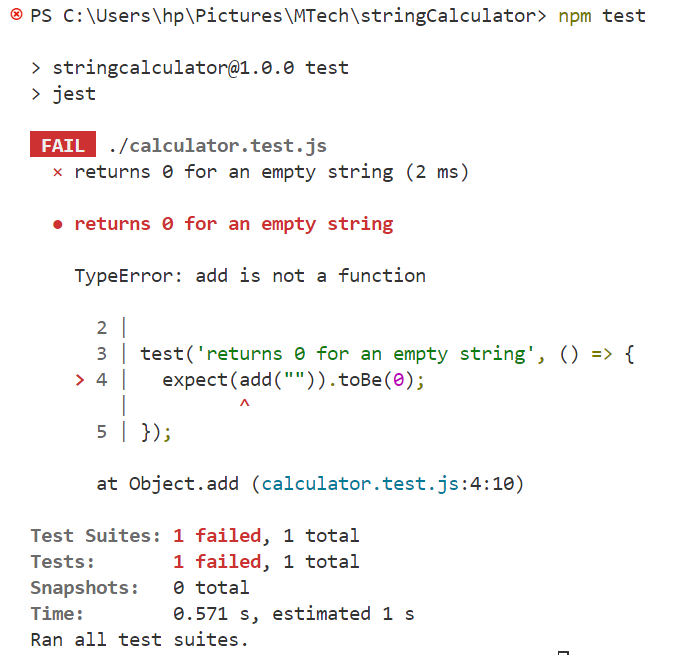 PS C:\Users\hp\Pictures\MTech\stringCalculator> npm test
> stringcalculator@1.0.0 test
> jest
FAIL ./calculator.test.js
× returns 0 for an empty string (2 ms)
● returns 0 for an empty string
TypeError: add is not a function
2 |
3 | test('returns 0 for an empty string', () => {
> 4 |   expect(add("")).toBe(0);
|          ^
5 | });
at Object.add (calculator.test.js:4:10)
Test Suites: 1 failed, 1 total
Tests:       1 failed, 1 total
Snapshots:   0 total
Time:        0.571 s, estimated 1 s
Ran all test suites.